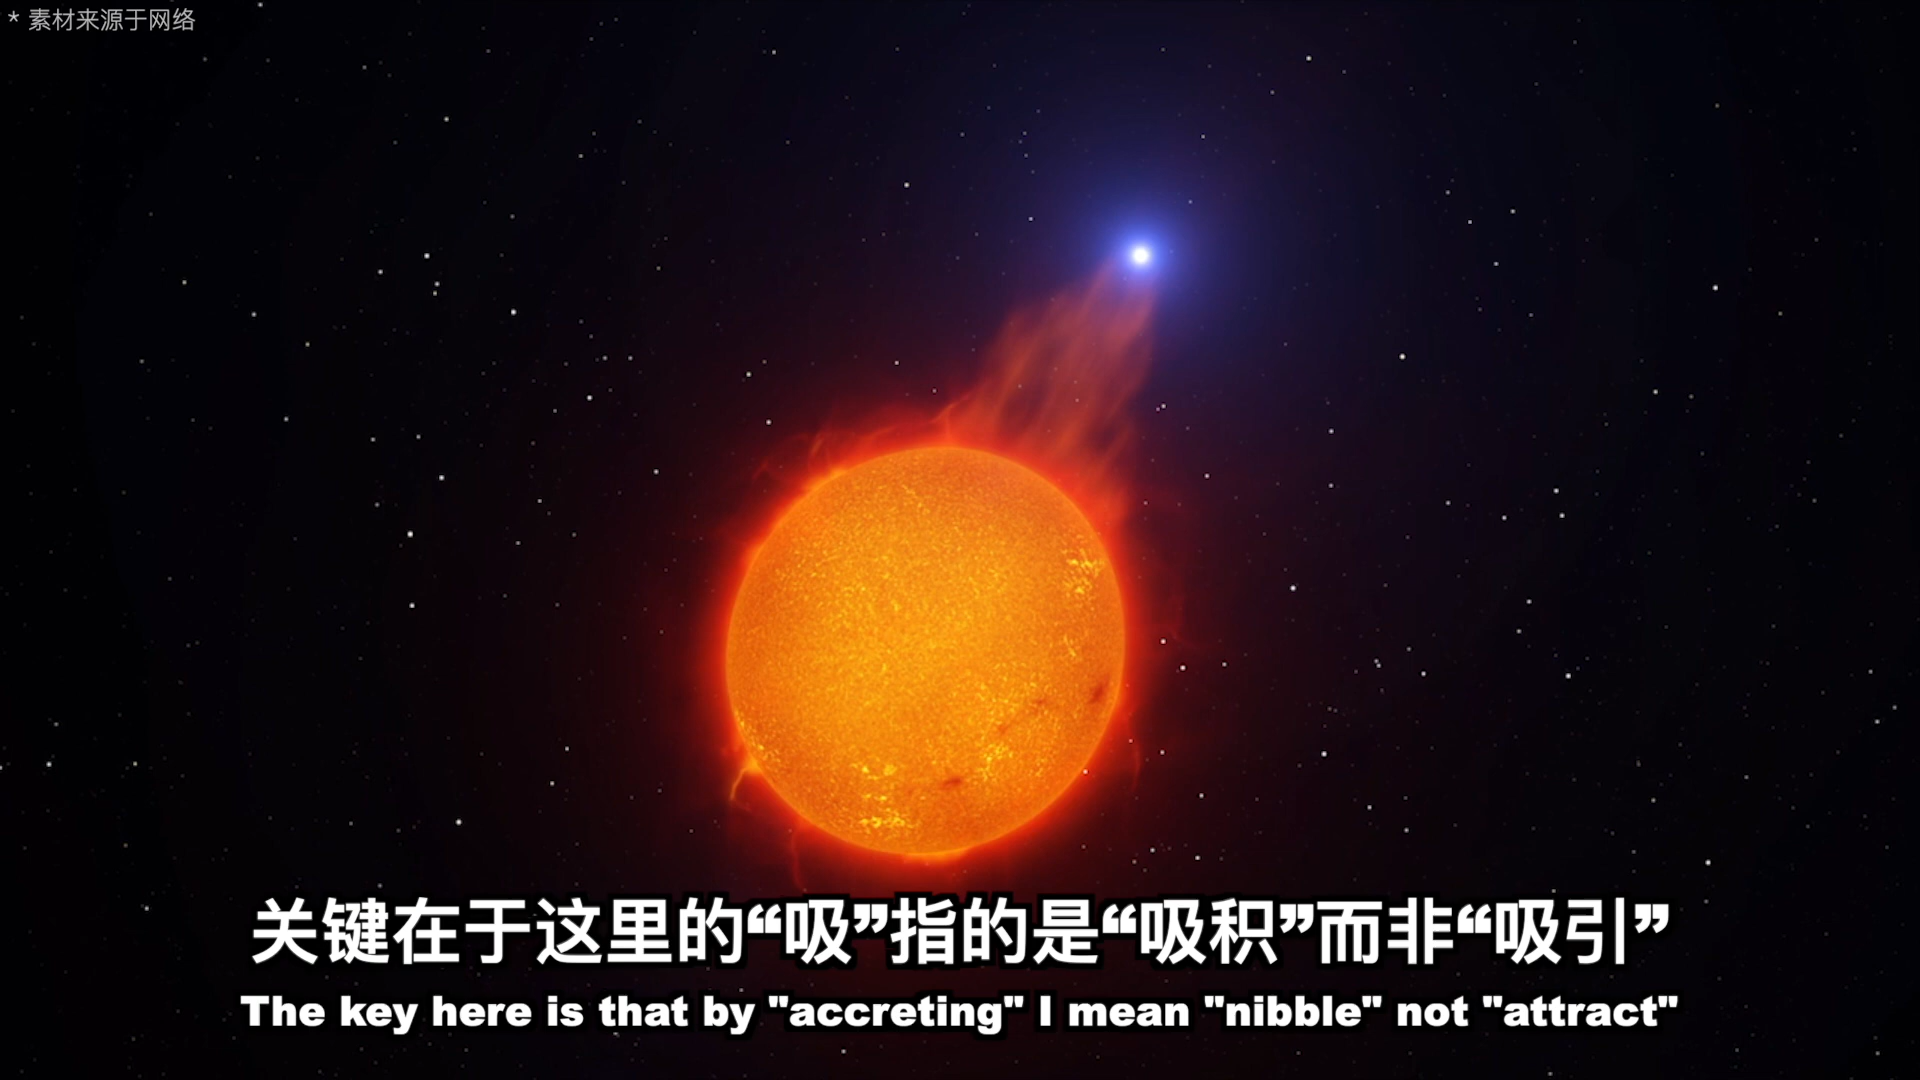 * 素材来源于网络
关键在于这里的“吸”指的是“吸积”而非“吸引”
The key here is that by "accreting" I mean "nibble" not "attract"